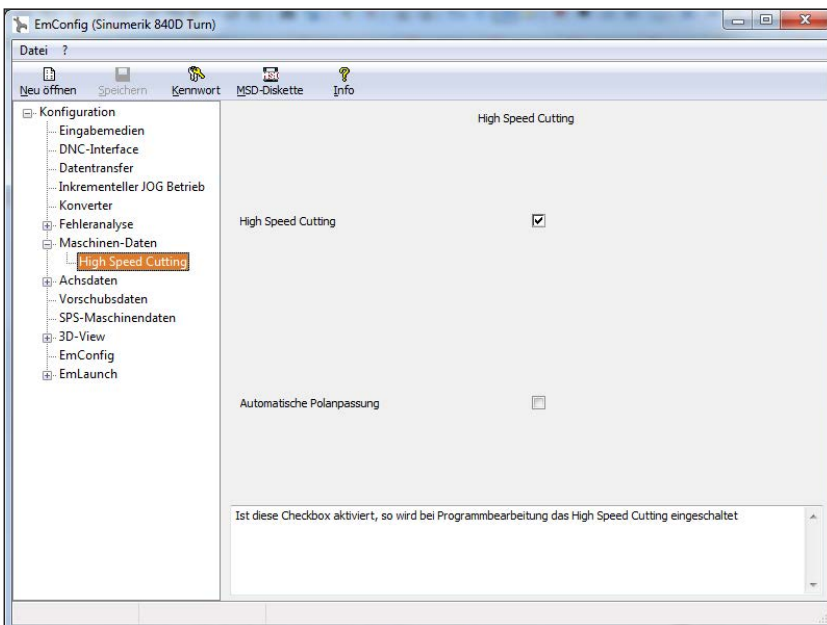 EmConfig (Sinumerik 840D Turn)
Datei ?
Neu öffnen Speichern Kennwort MSD-Diskette Info
Konfiguration
Eingabemedien
DNC-Interface
Datentransfer
Inkrementeller JOG Betrieb
Konverter
Fehleranalyse
Maschinen-Daten
High Speed Cutting
Achsdaten
Vorschubsdaten
SPS-Maschinendaten
3D-View
EmConfig
EmLaunch
High Speed Cutting
High Speed Cutting
Automatische Polanpassung
Ist diese Checkbox aktiviert, so wird bei Programmbearbeitung das High Speed Cutting eingeschaltet